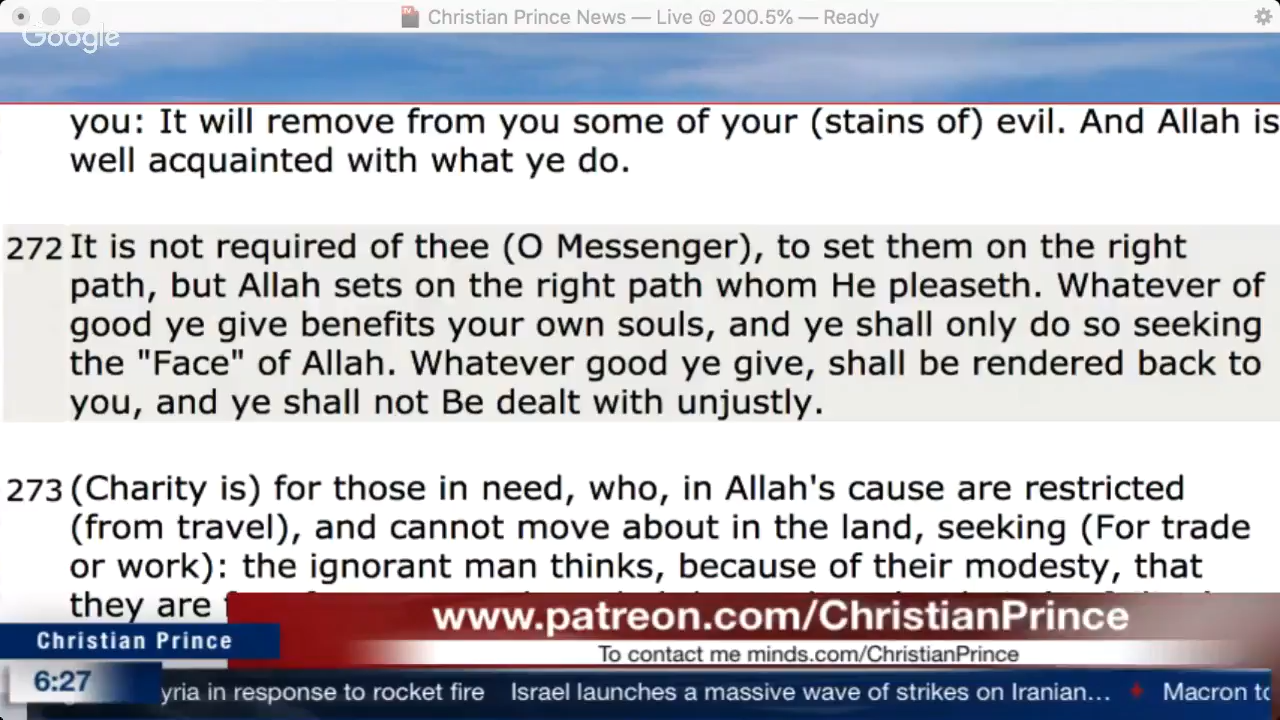 Christian Prince News — Live @ 200.5% — Ready
Google
you: It will remove from you some of your (stains of) evil. And Allah is
well acquainted with what ye do.
272 It is not required of thee (O Messenger), to set them on the right
path, but Allah sets on the right path whom He pleaseth. Whatever of
good ye give benefits your own souls, and ye shall only do so seeking
the "Face" of Allah. Whatever good ye give, shall be rendered back to
you, and ye shall not Be dealt with unjustly.
273 (Charity is) for those in need, who, in Allah's cause are restricted
(from travel), and cannot move about in the land, seeking (For trade
or work): the ignorant man thinks, because of their modesty, that
they are
www.patreon.com/ChristianPrince
Christian Prince
To contact me minds.com/ChristianPrince
6:27
yria in response to rocket fire Israel launches a massive wave of strikes on Iranian... Macron to